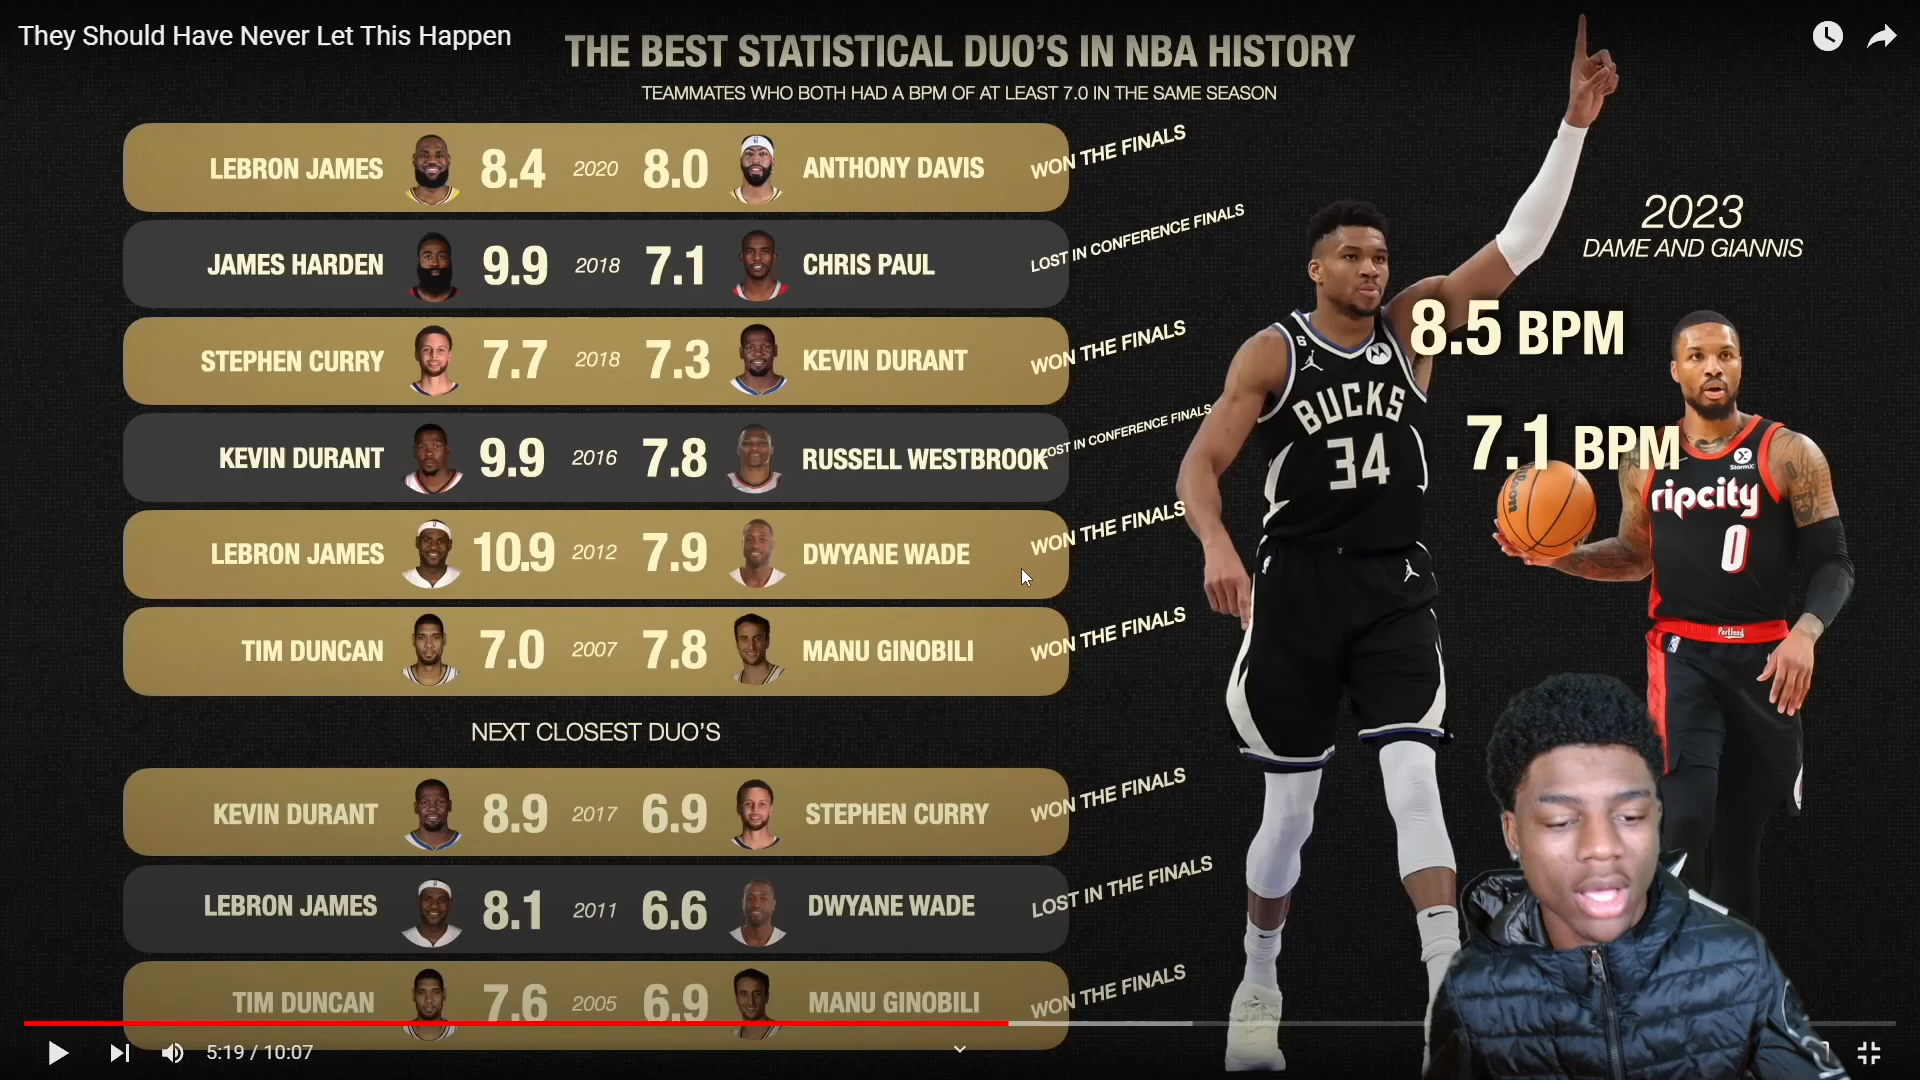 They Should Have Never Let This Happen
THE BEST STATISTICAL DUO'S IN NBA HISTORY
TEAMMATES WHO BOTH HAD A BPM OF AT LEAST 7.0 IN THE SAME SEASON
LEBRON JAMES 8.4 2020 8.0 ANTHONY DAVIS WON THE FINALS
JAMES HARDEN 9.9 2018 7.1 CHRIS PAUL LOST IN CONFERENCE FINALS
STEPHEN CURRY 7.7 2018 7.3 KEVIN DURANT WON THE FINALS
KEVIN DURANT 9.9 2016 7.8 RUSSELL WESTBROOK LOST IN CONFERENCE FINALS
LEBRON JAMES 10.9 2012 7.9 DWYANE WADE WON THE FINALS
TIM DUNCAN 7.0 2007 7.8 MANU GINOBILI WON THE FINALS
NEXT CLOSEST DUO'S
KEVIN DURANT 8.9 2017 6.9 STEPHEN CURRY WON THE FINALS
LEBRON JAMES 8.1 2011 6.6 DWYANE WADE LOST IN THE FINALS
TIM DUNCAN 7.6 2005 6.9 MANU GINOBILI WON THE FINALS
2023
DAME AND GIANNIS
8.5 BPM
7.1 BPM
6
BUCKS
34
Wilson
StormX
ripcity
0
Portland
5:19 / 10:07